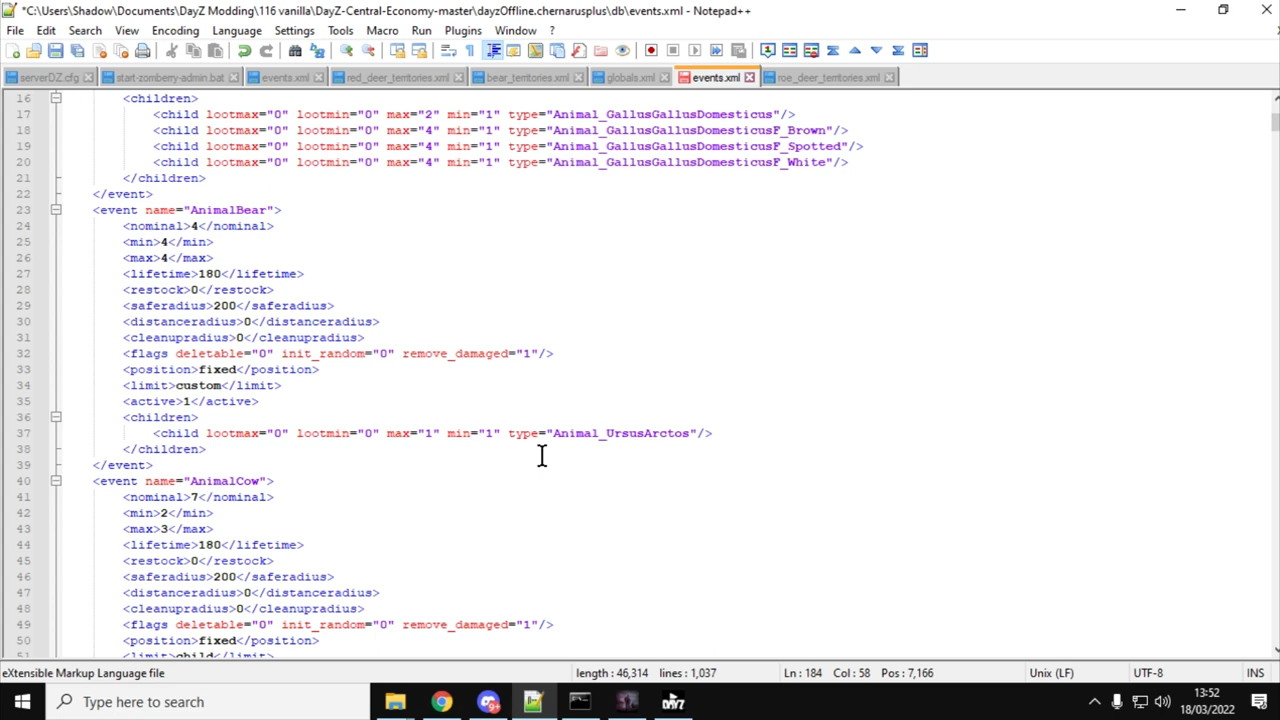 *C:\Users\Shadow\Documents\DayZ Modding\116 vanilla\DayZ-Central-Economy-master\dayzOffline.chernarusplus\db\events.xml - Notepad++
File Edit Search View Encoding Language Settings Tools Macro Run Plugins Window ?
serverDZ.cfg start-zomberry-admin.bat events.xml red_deer_territories.xml bear_territories.xml globals.xml events.xml roe_deer_territories.xml
16 <children>
17 <child lootmax="0" lootmin="0" max="2" min="1" type="Animal_GallusGallusDomesticus"/>
18 <child lootmax="0" lootmin="0" max="4" min="1" type="Animal_GallusGallusDomesticusF_Brown"/>
19 <child lootmax="0" lootmin="0" max="4" min="1" type="Animal_GallusGallusDomesticusF_Spotted"/>
20 <child lootmax="0" lootmin="0" max="4" min="1" type="Animal_GallusGallusDomesticusF_White"/>
21 </children>
22 </event>
23 <event name="AnimalBear">
24 <nominal>4</nominal>
25 <min>4</min>
26 <max>4</max>
27 <lifetime>180</lifetime>
28 <restock>0</restock>
29 <saferadius>200</saferadius>
30 <distanceradius>0</distanceradius>
31 <cleanupradius>0</cleanupradius>
32 <flags deletable="0" init_random="0" remove_damaged="1"/>
33 <position>fixed</position>
34 <limit>custom</limit>
35 <active>1</active>
36 <children>
37 <child lootmax="0" lootmin="0" max="1" min="1" type="Animal_UrsusArctos"/>
38 </children>
39 </event>
40 <event name="AnimalCow">
41 <nominal>7</nominal>
42 <min>2</min>
43 <max>3</max>
44 <lifetime>180</lifetime>
45 <restock>0</restock>
46 <saferadius>200</saferadius>
47 <distanceradius>0</distanceradius>
48 <cleanupradius>0</cleanupradius>
49 <flags deletable="0" init_random="0" remove_damaged="1"/>
50 <position>fixed</position>
51 <limit>child</limit>
eXtensible Markup Language file length : 46,314 lines : 1,037 Ln : 184 Col : 58 Pos : 7,166 Unix (LF) UTF-8 INS
Type here to search
13:52
18/03/2022